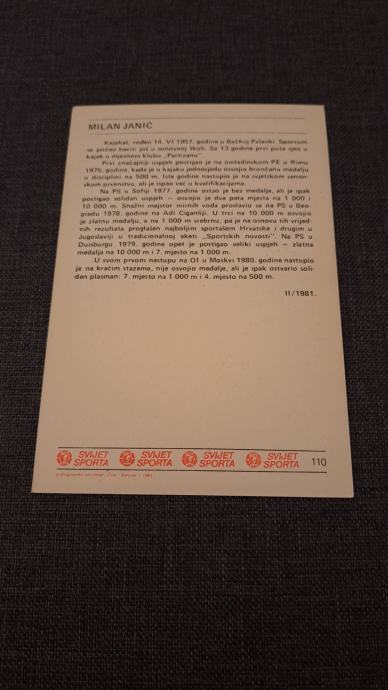 MILAN JANIĆ
Kajakaš, rođen 14. VI 1957. godine u Bačkoj Palanki. Sportom
se počeo baviti još u osnovnoj školi. Sa 13 godina prvi puta sjeo u
kajak u mjesnom klubu „Partizanu".
Prvi značajniji uspjeh postigao je na omladinskom PE u Rimu
1975. godine, kada je u kajaku jednosjedu osvojio brončanu medalju
u disciplini na 500 m. Iste godine nastupio je na svjetskom senior-
skom prvenstvu, ali je ispao već u kvalifikacijama.
Na PS u Sofiji 1977. godine ostao je bez medalje, ali je ipak
postigao solidan uspjeh — osvojio je dva peta mjesta na 1 000 i
10 000 m. Snažni majstor mirnih voda proslavio se na PS u Beo-
gradu 1978. godine na Adi Ciganliji. U trci na 10 000 m osvojio
je zlatnu medalju, a na 1 000 m srebrnu, pa je na osnovu tih vrijed-
nih rezultata proglašen najboljim sportašem Hrvatske i drugim u
Jugoslaviji u tradicionalnoj anketi „Sportskih novosti". Na PS u
Duisburgu 1979. godine opet je postigao veliki uspjeh — zlatna
medalja na 10 000 m i 7. mjesto na 1 000 m.
U svom prvom nastupu na OI u Moskvi 1980. godine nastupio
je na kraćim stazama, nije osvojio medalje, ali je ipak ostvario soli-
dan plasman: 7. mjesto na 1 000 m i 4. mjesto na 500 m.
II/1981.
SVIJET SPORTA SVIJET SPORTA SVIJET SPORTA SVIJET SPORTA 110